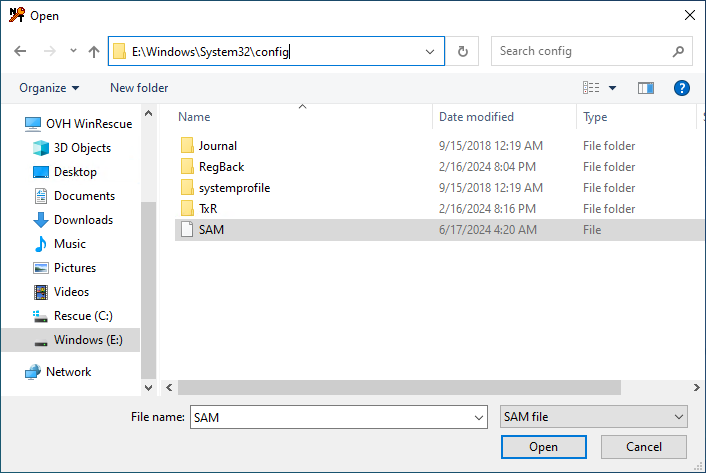 Open
E:\Windows\System32\config
Search config
Organize New folder
Name Date modified Type S
OVH WinRescue
3D Objects
Desktop
Documents
Downloads
Music
Pictures
Videos
Rescue (C:)
Windows (E:)
Network
Journal 9/15/2018 12:19 AM File folder
RegBack 2/16/2024 8:04 PM File folder
systemprofile 9/15/2018 12:19 AM File folder
TxR 2/16/2024 8:16 PM File folder
SAM 6/17/2024 4:20 AM File
File name: SAM SAM file
Open Cancel